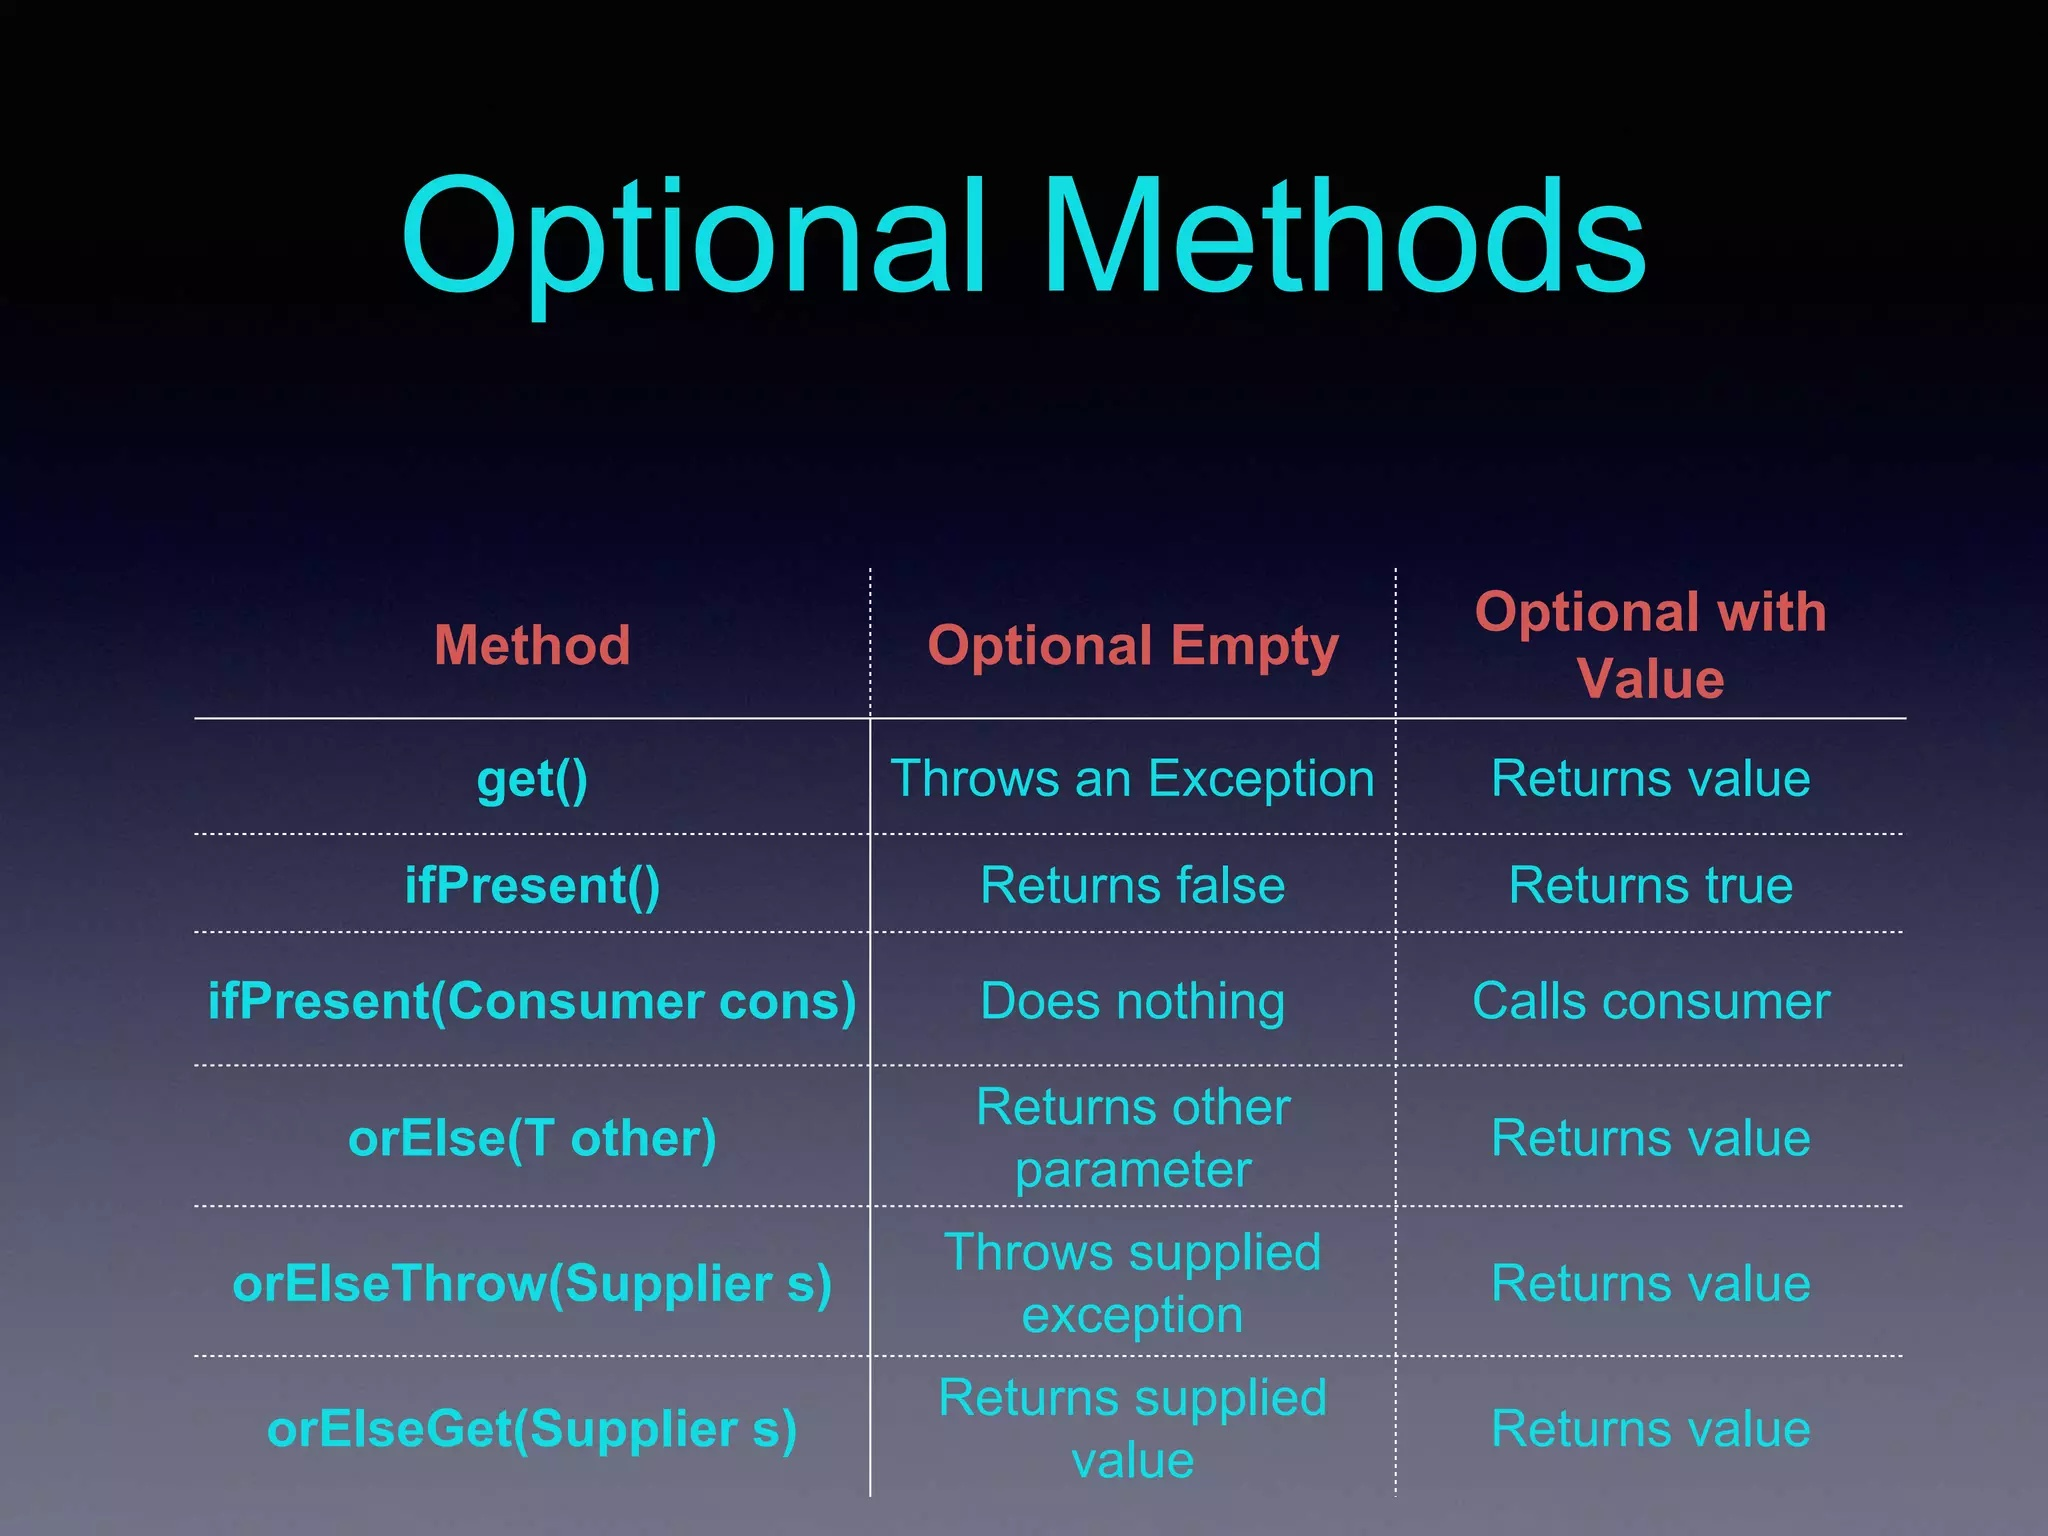 Optional Methods
Method
Optional Empty
Optional with
Value
get()
Throws an Exception
Returns value
ifPresent()
Returns false
Returns true
ifPresent(Consumer cons)
Does nothing
Calls consumer
orElse(T other)
Returns other
parameter
Returns value
orElseThrow(Supplier s)
Throws supplied
exception
Returns value
orElseGet(Supplier s)
Returns supplied
value
Returns value